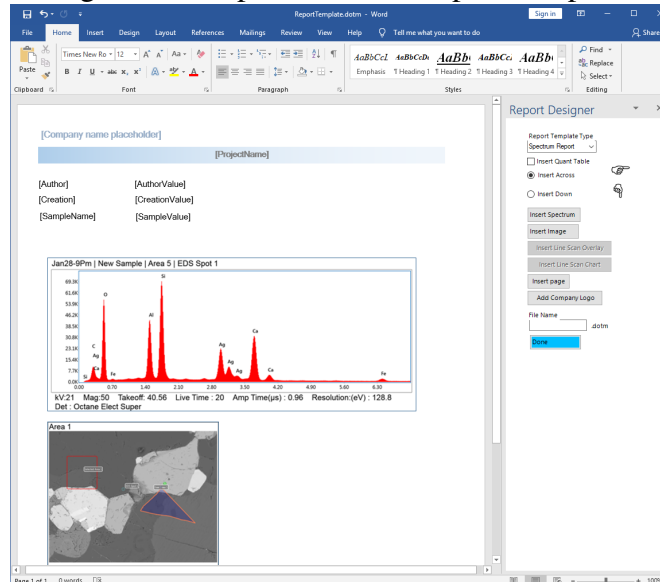 ReportTemplate.dotm - Word
Sign in
File Home Insert Design Layout References Mailings Review View Help Tell me what you want to do Share
Paste
Times New Ro 12
Find
Replace
Select
AaBbCcL AaBbCcDc AaBb( AaBbCcI AaBb(
Emphasis ¶ Heading 1 ¶ Heading 2 ¶ Heading 3 ¶ Heading 4
Clipboard Font Paragraph Styles Editing
[Company name placeholder]
[ProjectName]
[Author] [AuthorValue]
[Creation] [CreationValue]
[SampleName] [SampleValue]
Jan28-9Pm | New Sample | Area 5 | EDS Spot 1
69.3K
61.6K
53.9K
46.2K
38.5K
30.8K
23.1K
15.4K
7.7K
0.0K
Si C Ag Ca O Fe Al Si Ag Ag Ag Ca Ca Fe
0.00 0.70 1.40 2.10 2.80 3.50 4.20 4.90 5.60 6.30
kV:21 Mag:50 Takeoff: 40.56 Live Time : 20 Amp Time(µs) : 0.96 Resolution:(eV) : 128.8
Det : Octane Elect Super
Area 1
Report Designer
Report Template Type
Spectrum Report
Insert Quant Table
Insert Across
Insert Down
Insert Spectrum
Insert Image
Insert Line Scan Overlay
Insert Line Scan Chart
Insert page
Add Company Logo
File Name
.dotm
Done
Page 1 of 1 0 words
100%